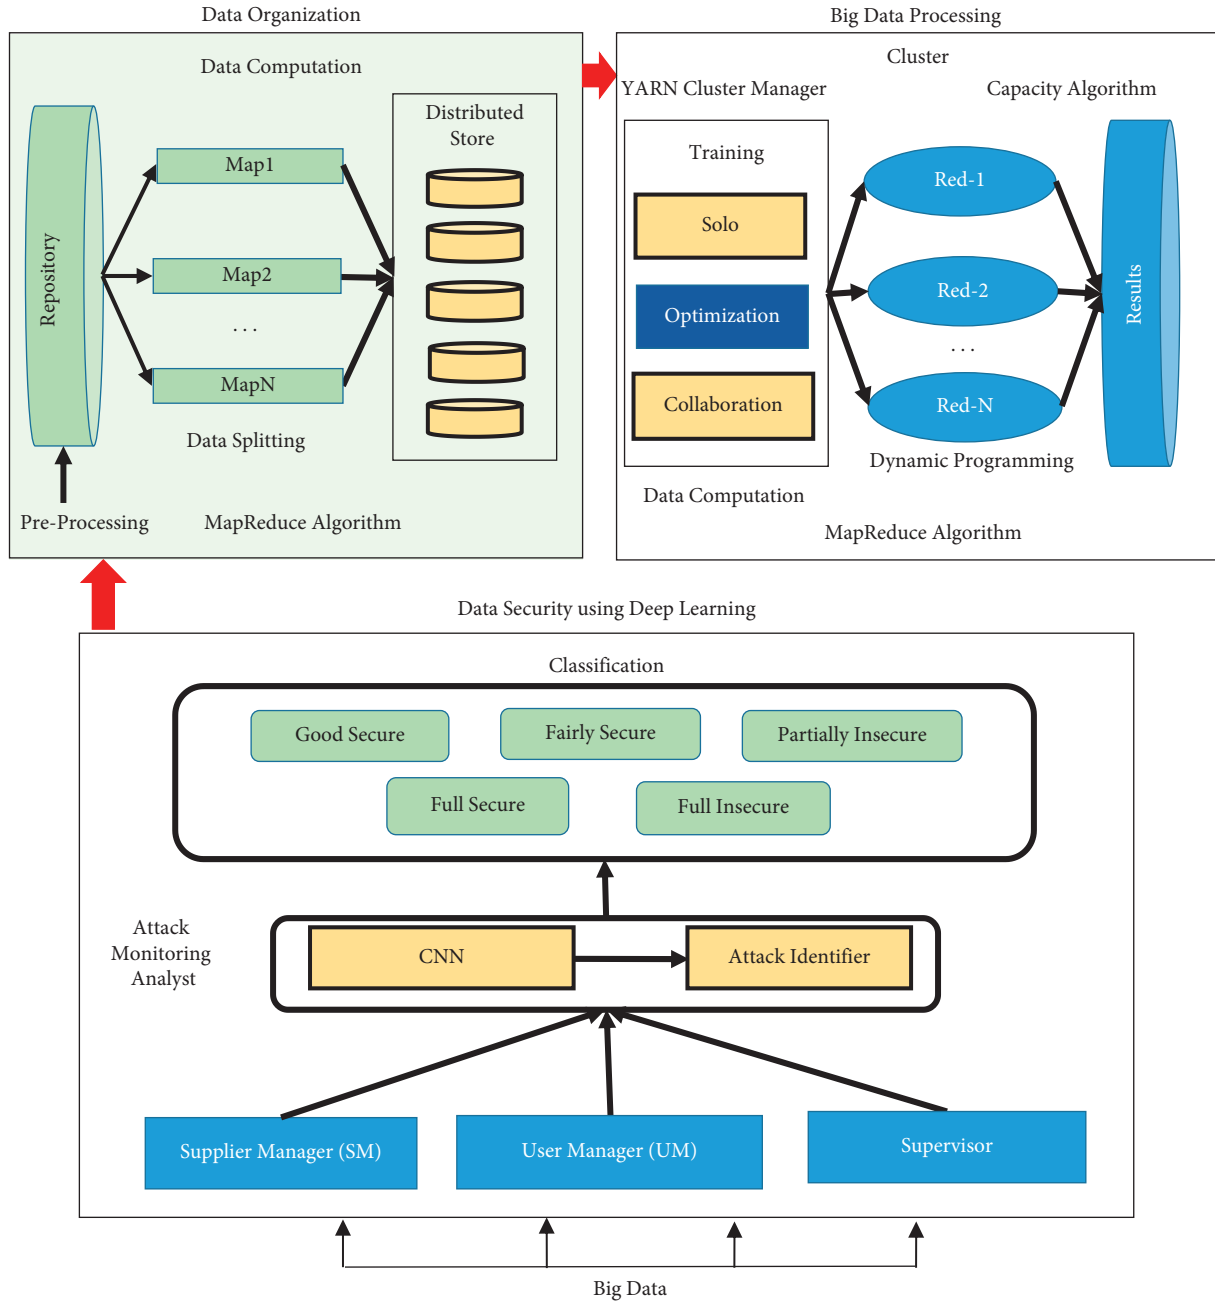 Data Organization
Data Computation
Repository
Map1
Map2
. . .
MapN
Data Splitting
Distributed
Store
Pre-Processing
MapReduce Algorithm
Big Data Processing
Cluster
YARN Cluster Manager
Capacity Algorithm
Training
Solo
Optimization
Collaboration
Data Computation
Red-1
Red-2
. . .
Red-N
Dynamic Programming
Results
MapReduce Algorithm
Data Security using Deep Learning
Classification
Good Secure
Fairly Secure
Partially Insecure
Full Secure
Full Insecure
Attack
Monitoring
Analyst
CNN
Attack Identifier
Supplier Manager (SM)
User Manager (UM)
Supervisor
Big Data